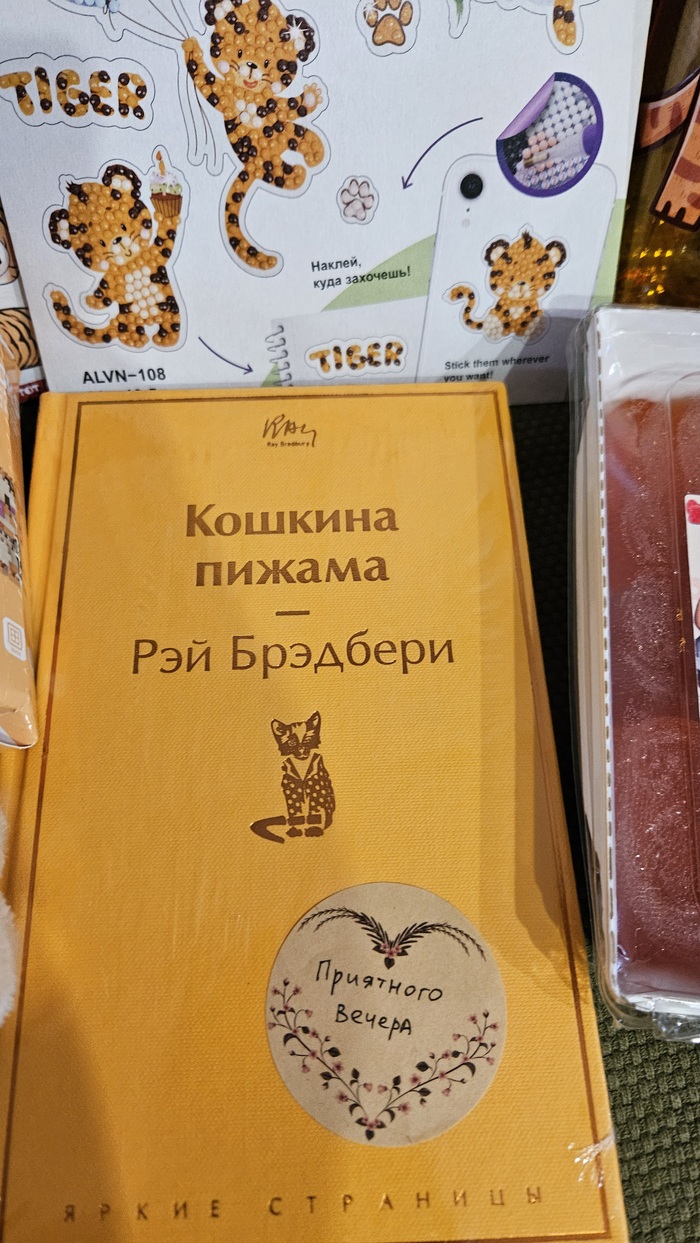 TIGER
Наклей,
куда захочешь!
TIGER
Stick them wherever
you want!
ALVN-108
Ray
Ray Bradbury
Кошкина
пижама
—
Рэй Брэдбери
Приятного
Вечера
ЯРКИЕ СТРАНИЦЫ